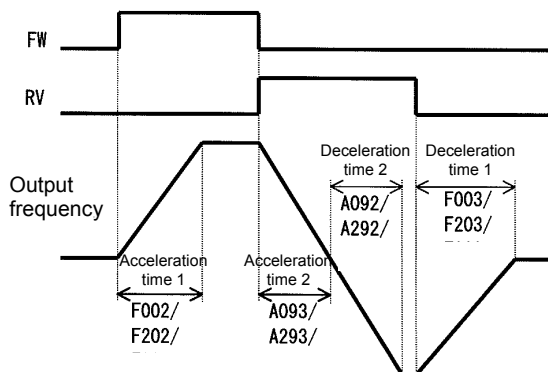 FW
RV
Output
frequency
Deceleration
time 2
A092/
A292/
Deceleration
time 1
F003/
F203/
Acceleration
time 1
F002/
F202/
Acceleration
time 2
A093/
A293/